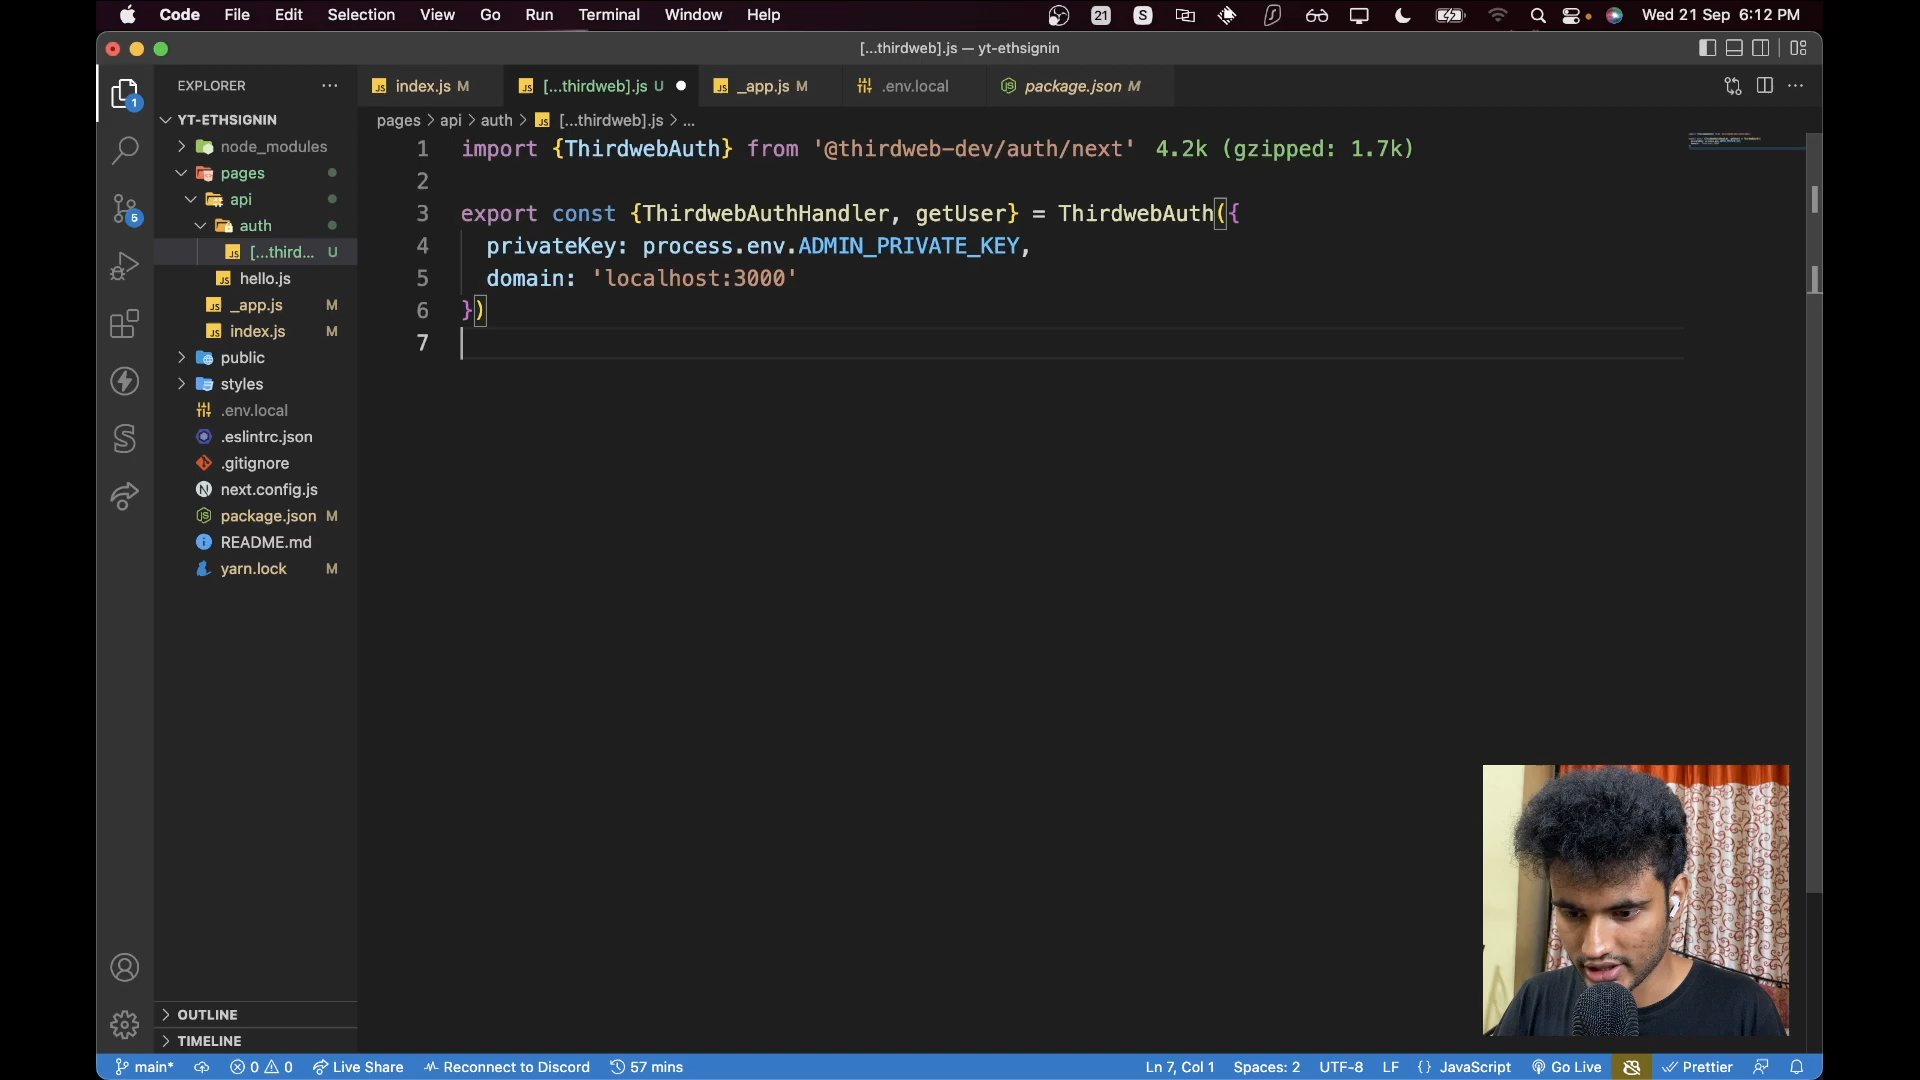 Code File Edit Selection View Go Run Terminal Window Help 21 S Wed 21 Sep 6:12 PM
[...thirdweb].js — yt-ethsignin
EXPLORER
index.js M [...thirdweb].js U _app.js M .env.local package.json M
pages > api > auth > JS [...thirdweb].js > ...
YT-ETHSIGNIN
node_modules
pages
api
auth
[...third... U
hello.js
_app.js M
index.js M
public
styles
.env.local
.eslintrc.json
.gitignore
next.config.js
package.json M
README.md
yarn.lock M
OUTLINE
TIMELINE
1
5
1 import {ThirdwebAuth} from '@thirdweb-dev/auth/next' 4.2k (gzipped: 1.7k)
2
3 export const {ThirdwebAuthHandler, getUser} = ThirdwebAuth({
4 privateKey: process.env.ADMIN_PRIVATE_KEY,
5 domain: 'localhost:3000'
6 })
7
main* 0 0 Live Share Reconnect to Discord 57 mins Ln 7, Col 1 Spaces: 2 UTF-8 LF {} JavaScript Go Live Prettier